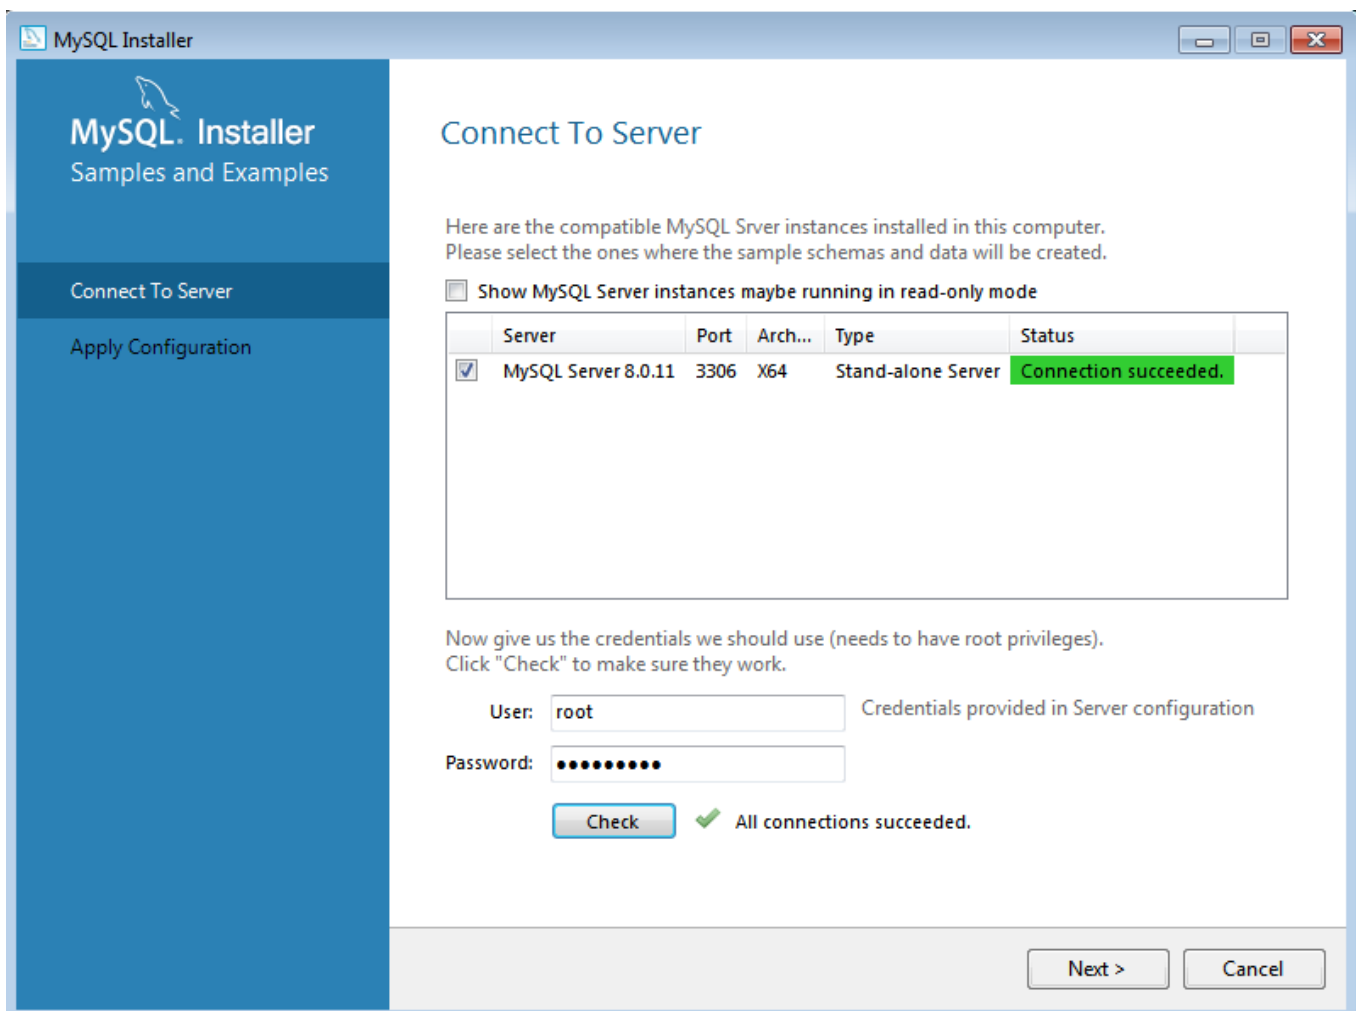 MySQL Installer
MySQL. Installer
Samples and Examples
Connect To Server
Apply Configuration
Connect To Server
Here are the compatible MySQL Srver instances installed in this computer.
Please select the ones where the sample schemas and data will be created.
Show MySQL Server instances maybe running in read-only mode
Server Port Arch... Type Status
MySQL Server 8.0.11 3306 X64 Stand-alone Server Connection succeeded.
Now give us the credentials we should use (needs to have root privileges).
Click "Check" to make sure they work.
User: root Credentials provided in Server configuration
Password: ●●●●●●●●●
Check All connections succeeded.
Next > Cancel